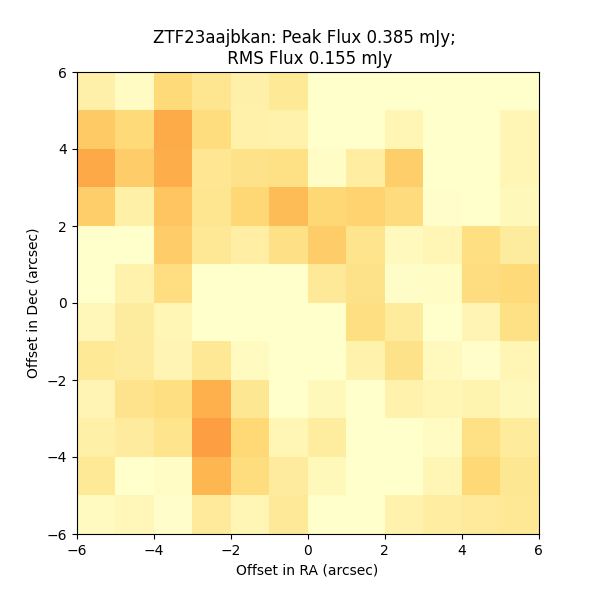 ZTF23aajbkan: Peak Flux 0.385 mJy;
RMS Flux 0.155 mJy
6
4
2
0
−2
−4
−6
Offset in Dec (arcsec)
−6 −4 −2 0 2 4 6
Offset in RA (arcsec)